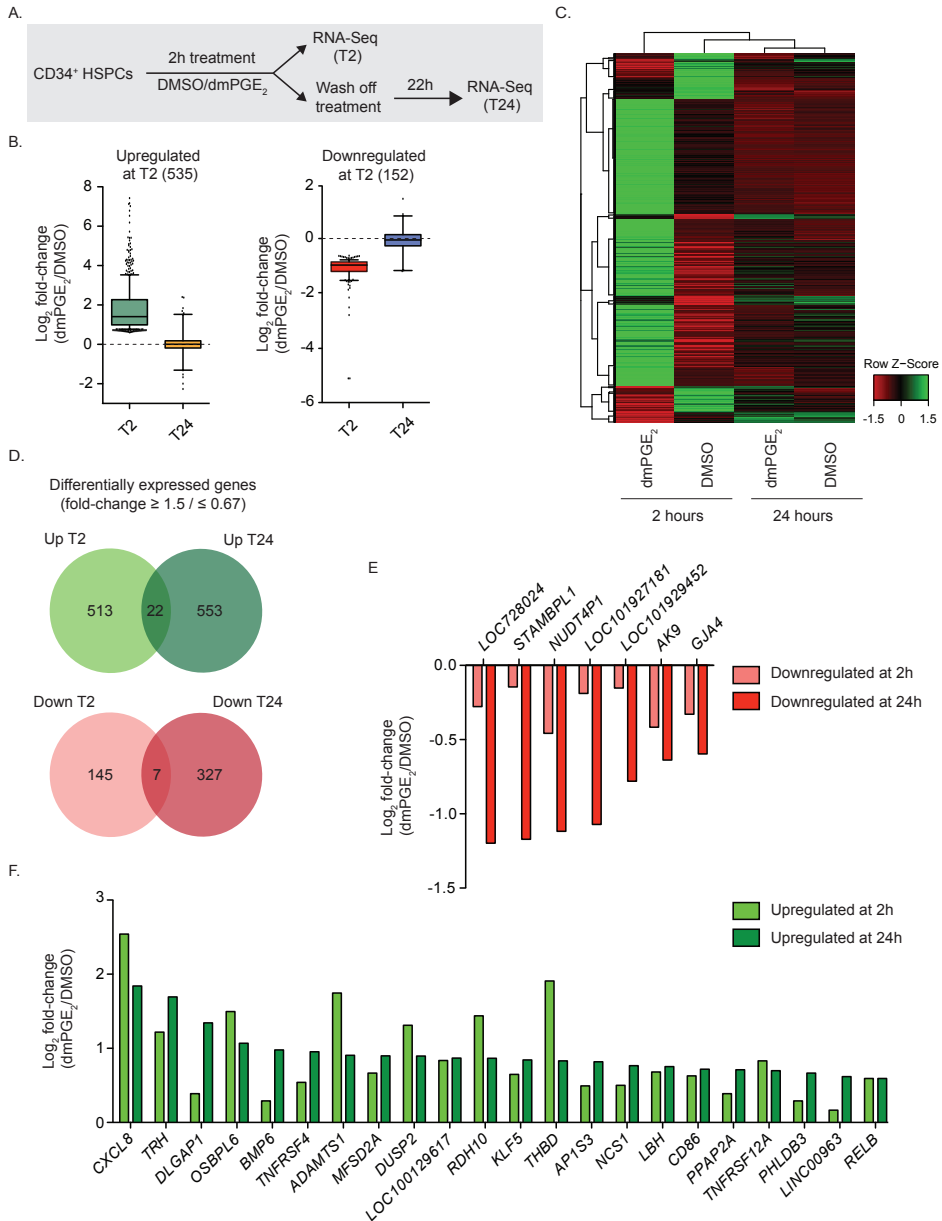 A.
CD34⁺ HSPCs
2h treatment
DMSO/dmPGE₂
RNA-Seq
(T2)
Wash off
treatment
22h
RNA-Seq
(T24)
B.
Upregulated
at T2 (535)
Log₂ fold-change
(dmPGE₂/DMSO)
8
6
4
2
0
-2
T2
T24
Downregulated
at T2 (152)
Log₂ fold-change
(dmPGE₂/DMSO)
2
0
-2
-4
-6
T2
T24
C.
Row Z−Score
-1.5 0 1.5
dmPGE₂
DMSO
dmPGE₂
DMSO
2 hours
24 hours
D.
Differentially expressed genes
(fold-change ≥ 1.5 / ≤ 0.67)
Up T2
Up T24
513 22 553
Down T2
Down T24
145 7 327
E
LOC728024
STAMBPL1
NUDT4P1
LOC101927181
LOC101929452
AK9
GJA4
Log₂ fold-change
(dmPGE₂/DMSO)
0.0
-0.5
-1.0
-1.5
Downregulated at 2h
Downregulated at 24h
F.
Log₂ fold-change
(dmPGE₂/DMSO)
3
2
1
0
Upregulated at 2h
Upregulated at 24h
CXCL8
TRH
DLGAP1
OSBPL6
BMP6
TNFRSF4
ADAMTS1
MFSD2A
DUSP2
LOC100129617
RDH10
KLF5
THBD
AP1S3
NCS1
LBH
CD86
PPAP2A
TNFRSF12A
PHLDB3
LINC00963
RELB